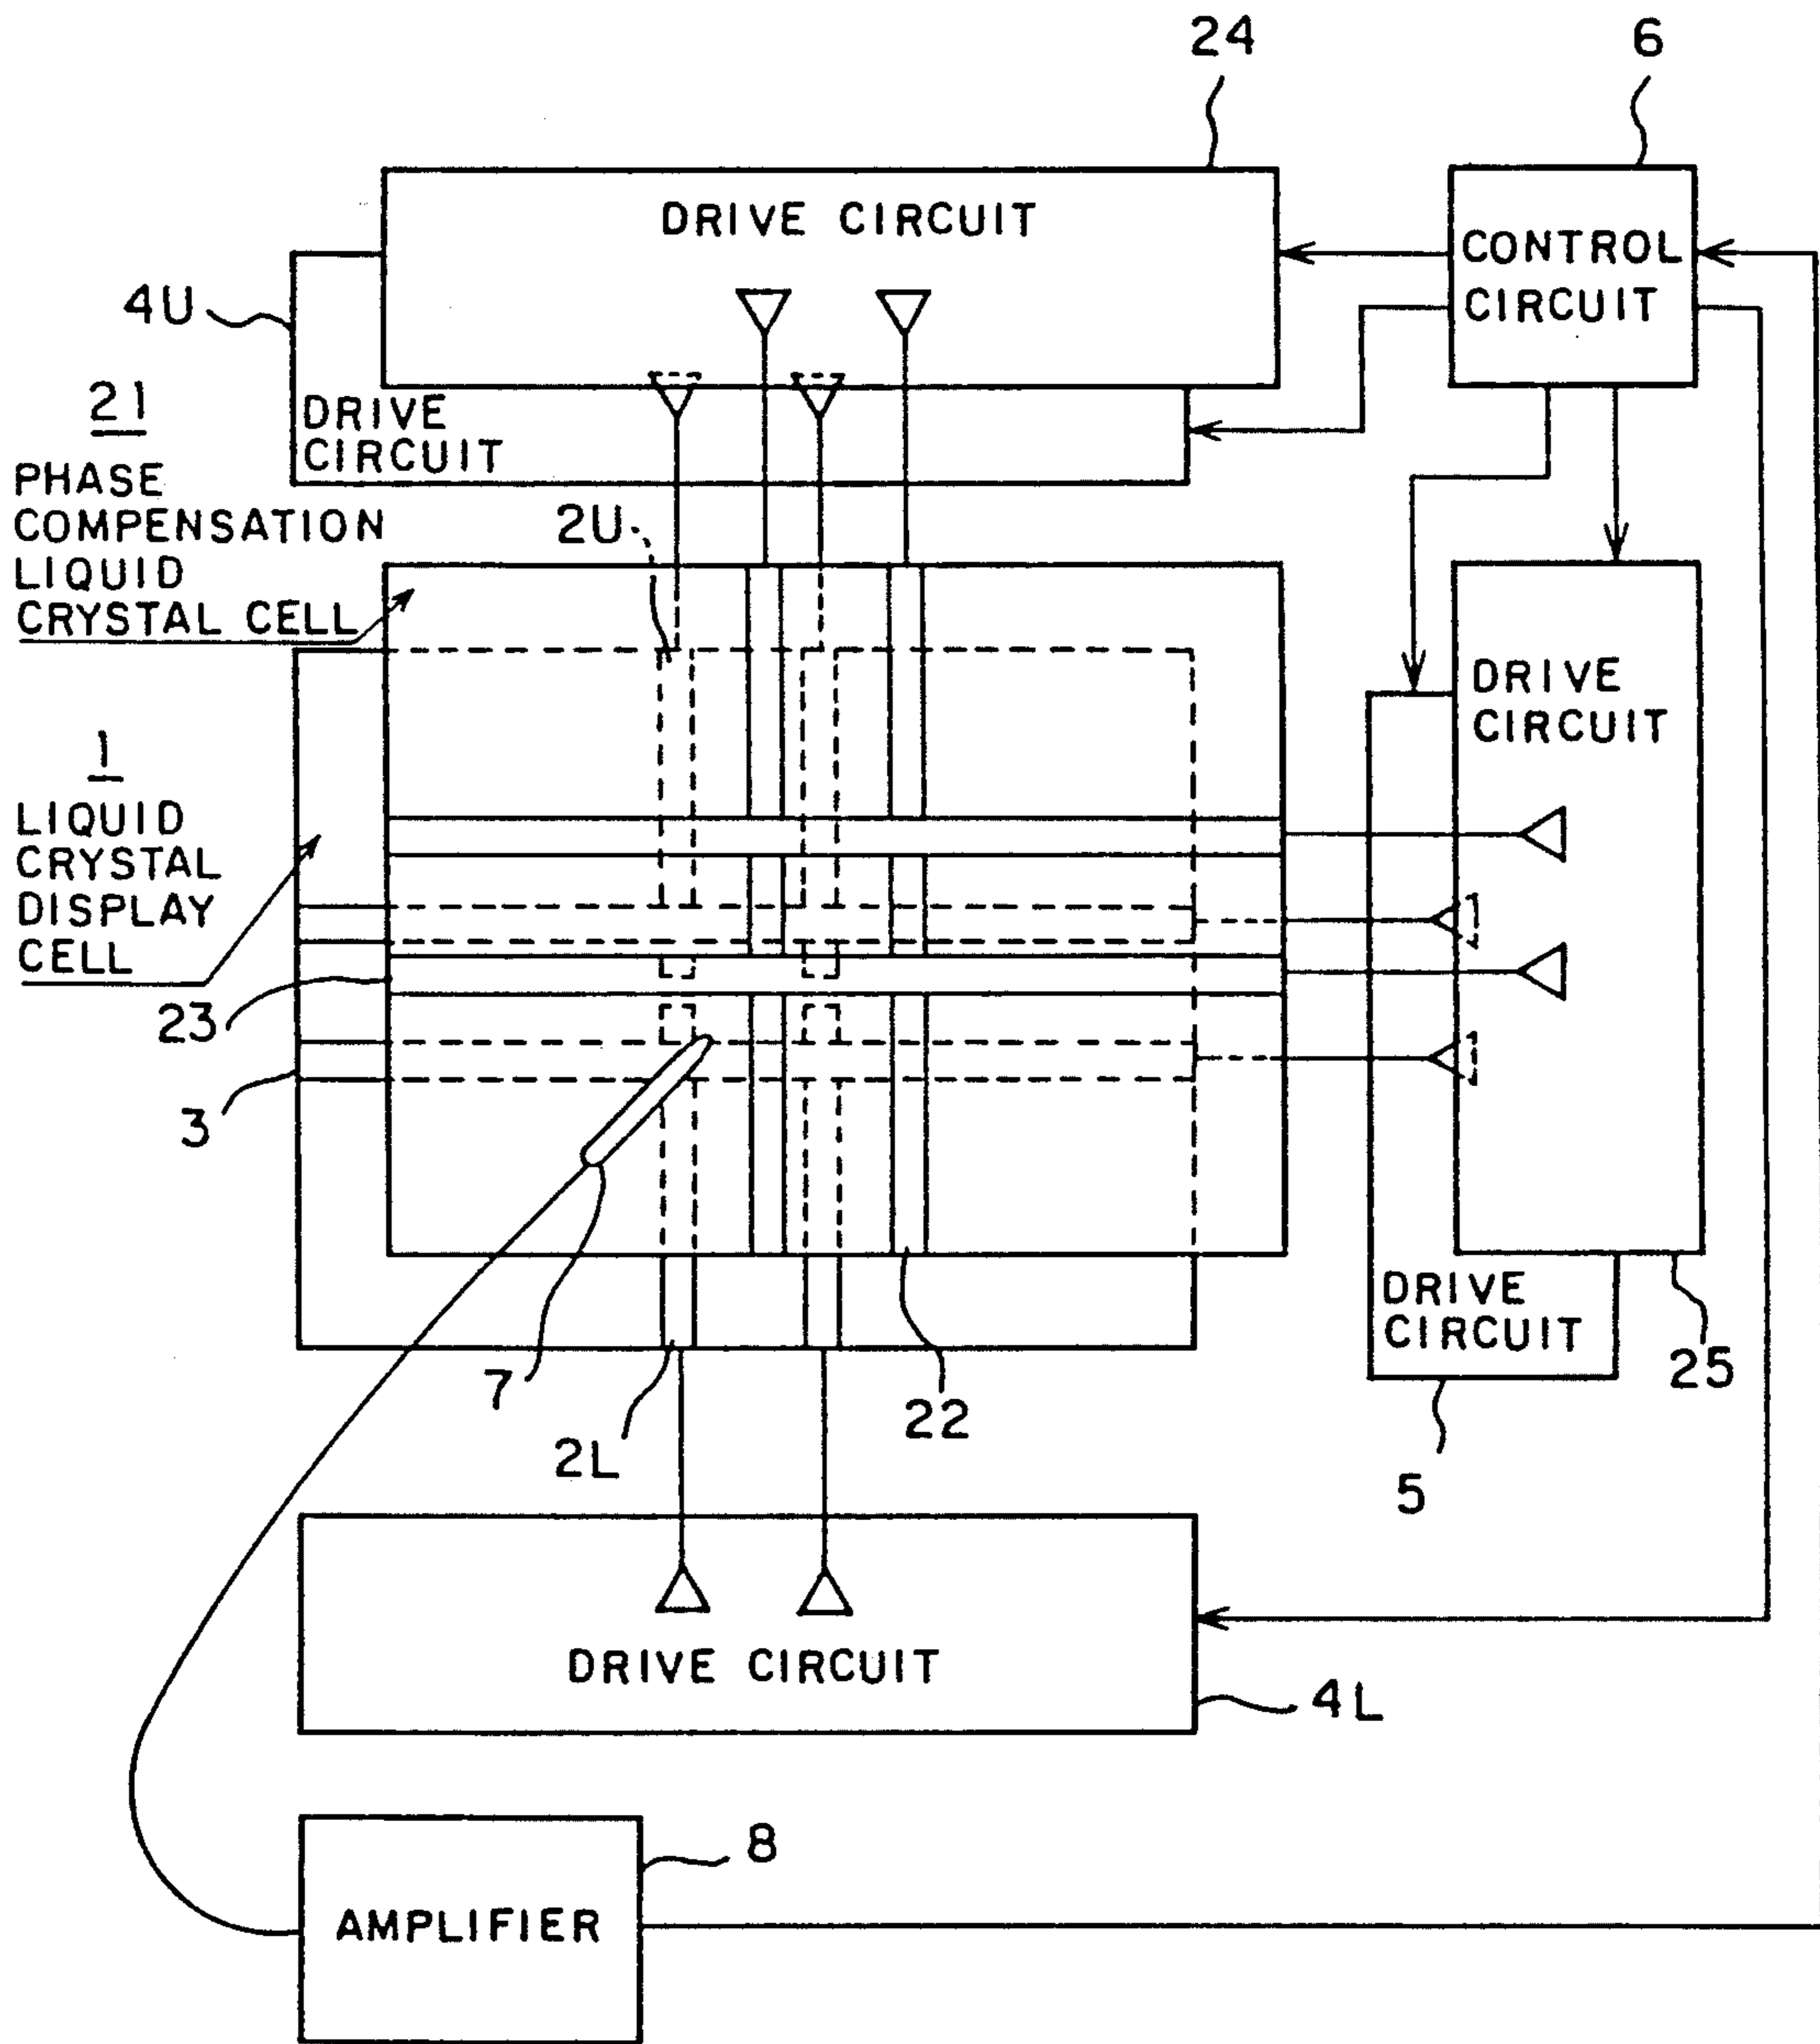 24
6
DRIVE CIRCUIT
CONTROL
CIRCUIT
4U
DRIVE
CIRCUIT
21
PHASE
COMPENSATION
LIQUID
CRYSTAL CELL
2U
DRIVE
CIRCUIT
1
LIQUID
CRYSTAL
DISPLAY
CELL
23
3
DRIVE
CIRCUIT
7
2L
22
25
5
DRIVE CIRCUIT
4L
8
AMPLIFIER